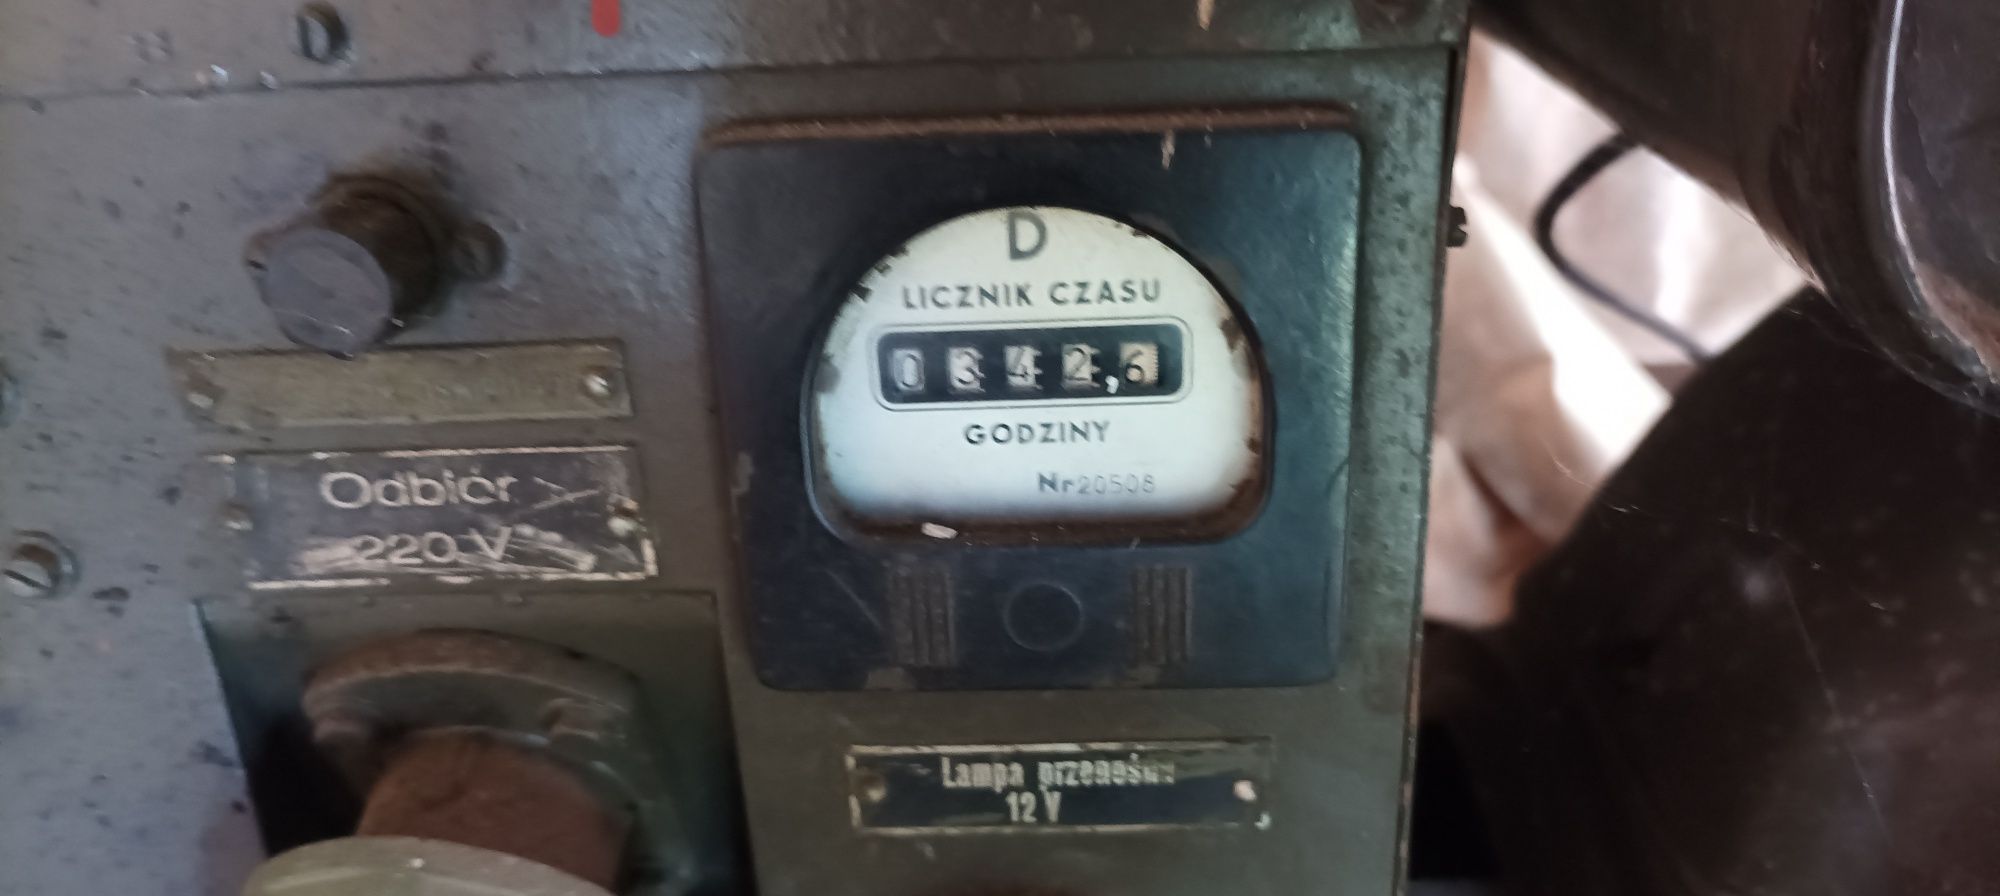 D
LICZNIK CZASU
0342,6
GODZINY
Nr 20508
Odbiór
220 V
Lampa przenośna
12 V